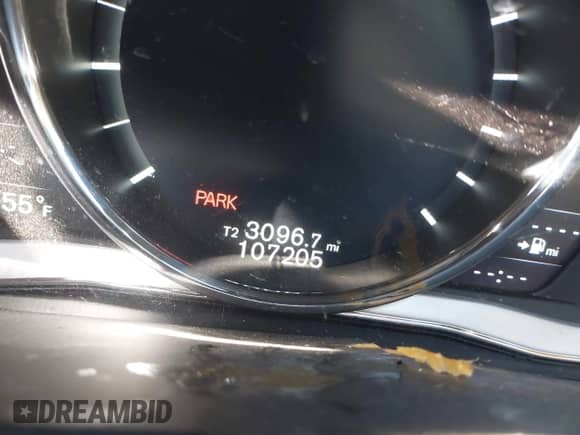 PARK
55°F
T2 3096.7 mi
107205
mi
--:--
DREAMBID